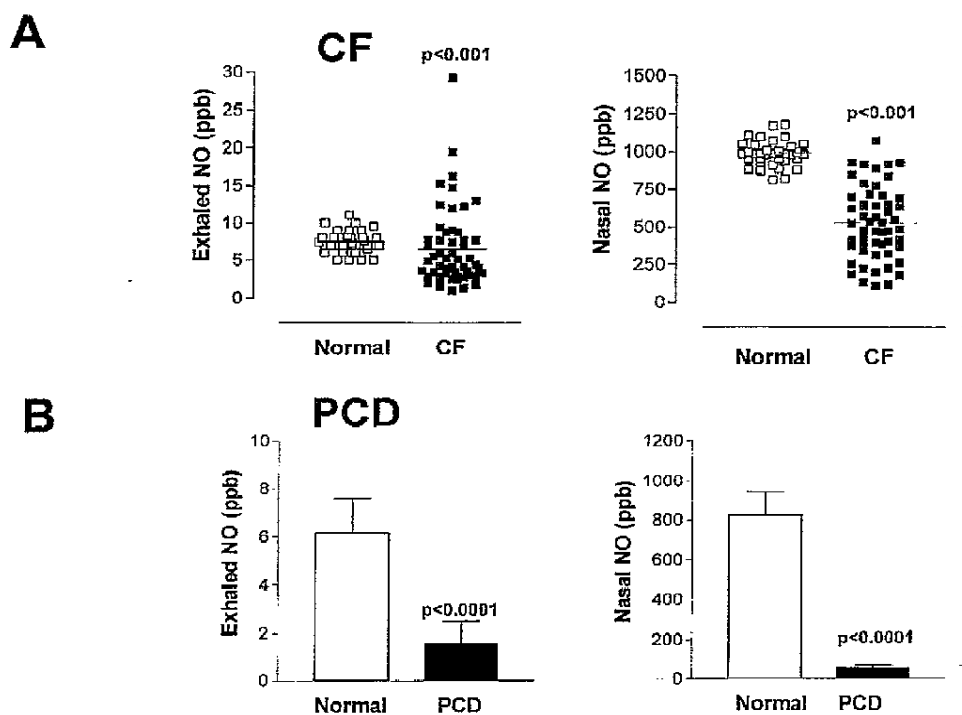 A
CF
p<0.001
Exhaled NO (ppb)
30
25
20
15
10
5
0
Normal CF
p<0.001
Nasal NO (ppb)
1500
1250
1000
750
500
250
0
Normal CF
B
PCD
Exhaled NO (ppb)
10
8
6
4
2
0
p<0.0001
Normal PCD
Nasal NO (ppb)
1200
1000
800
600
400
200
0
p<0.0001
Normal PCD